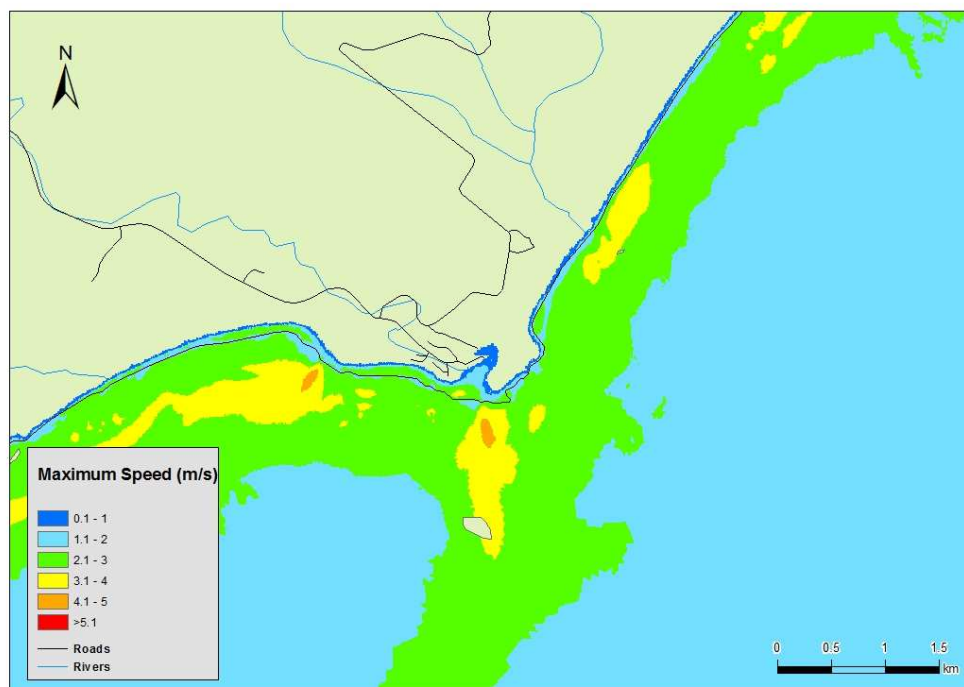 N
Maximum Speed (m/s)
0.1 - 1
1.1 - 2
2.1 - 3
3.1 - 4
4.1 - 5
>5.1
Roads
Rivers
0 0.5 1 1.5
km